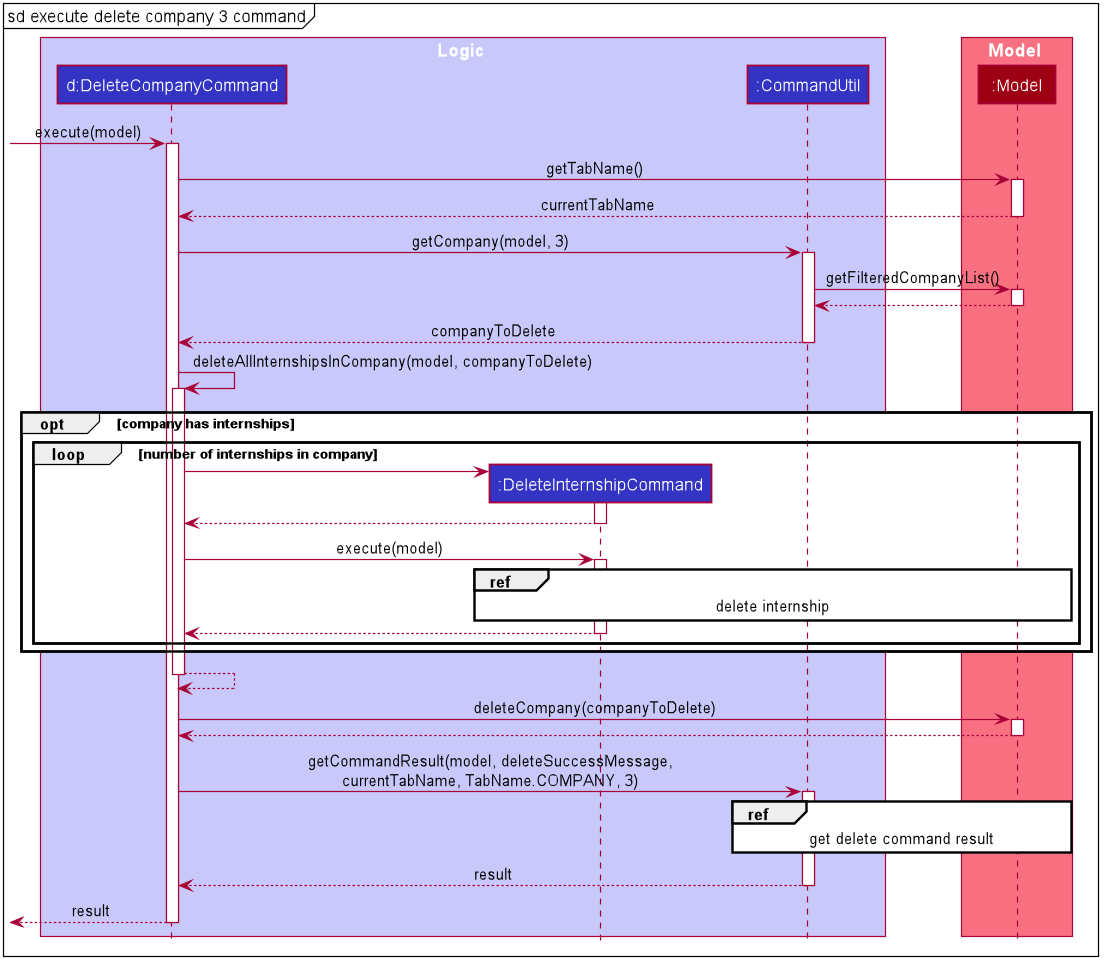 sd execute delete company 3 command
Logic
Model
d:DeleteCompanyCommand
:CommandUtil
:Model
execute(model)
getTabName()
currentTabName
getCompany(model, 3)
getFilteredCompanyList()
companyToDelete
deleteAllInternshipsInCompany(model, companyToDelete)
opt
[company has internships]
loop
[number of internships in company]
:DeleteInternshipCommand
execute(model)
ref
delete internship
deleteCompany(companyToDelete)
getCommandResult(model, deleteSuccessMessage,
currentTabName, TabName.COMPANY, 3)
ref
get delete command result
result
result